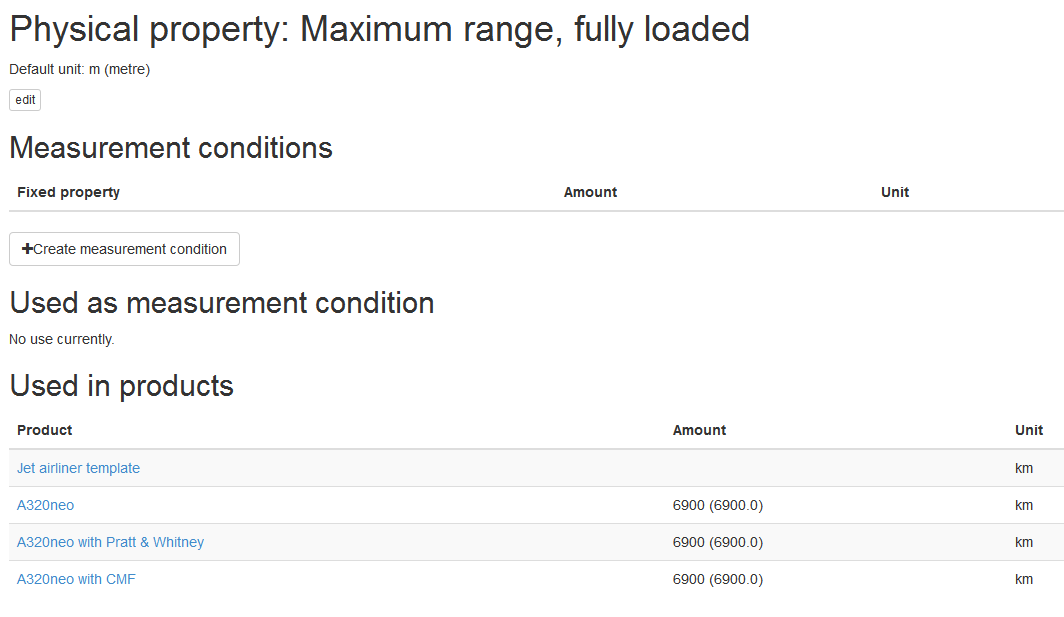 Physical property: Maximum range, fully loaded
Default unit: m (metre)
edit
Measurement conditions
Fixed property Amount Unit
+Create measurement condition
Used as measurement condition
No use currently.
Used in products
Product Amount Unit
Jet airliner template km
A320neo 6900 (6900.0) km
A320neo with Pratt & Whitney 6900 (6900.0) km
A320neo with CMF 6900 (6900.0) km